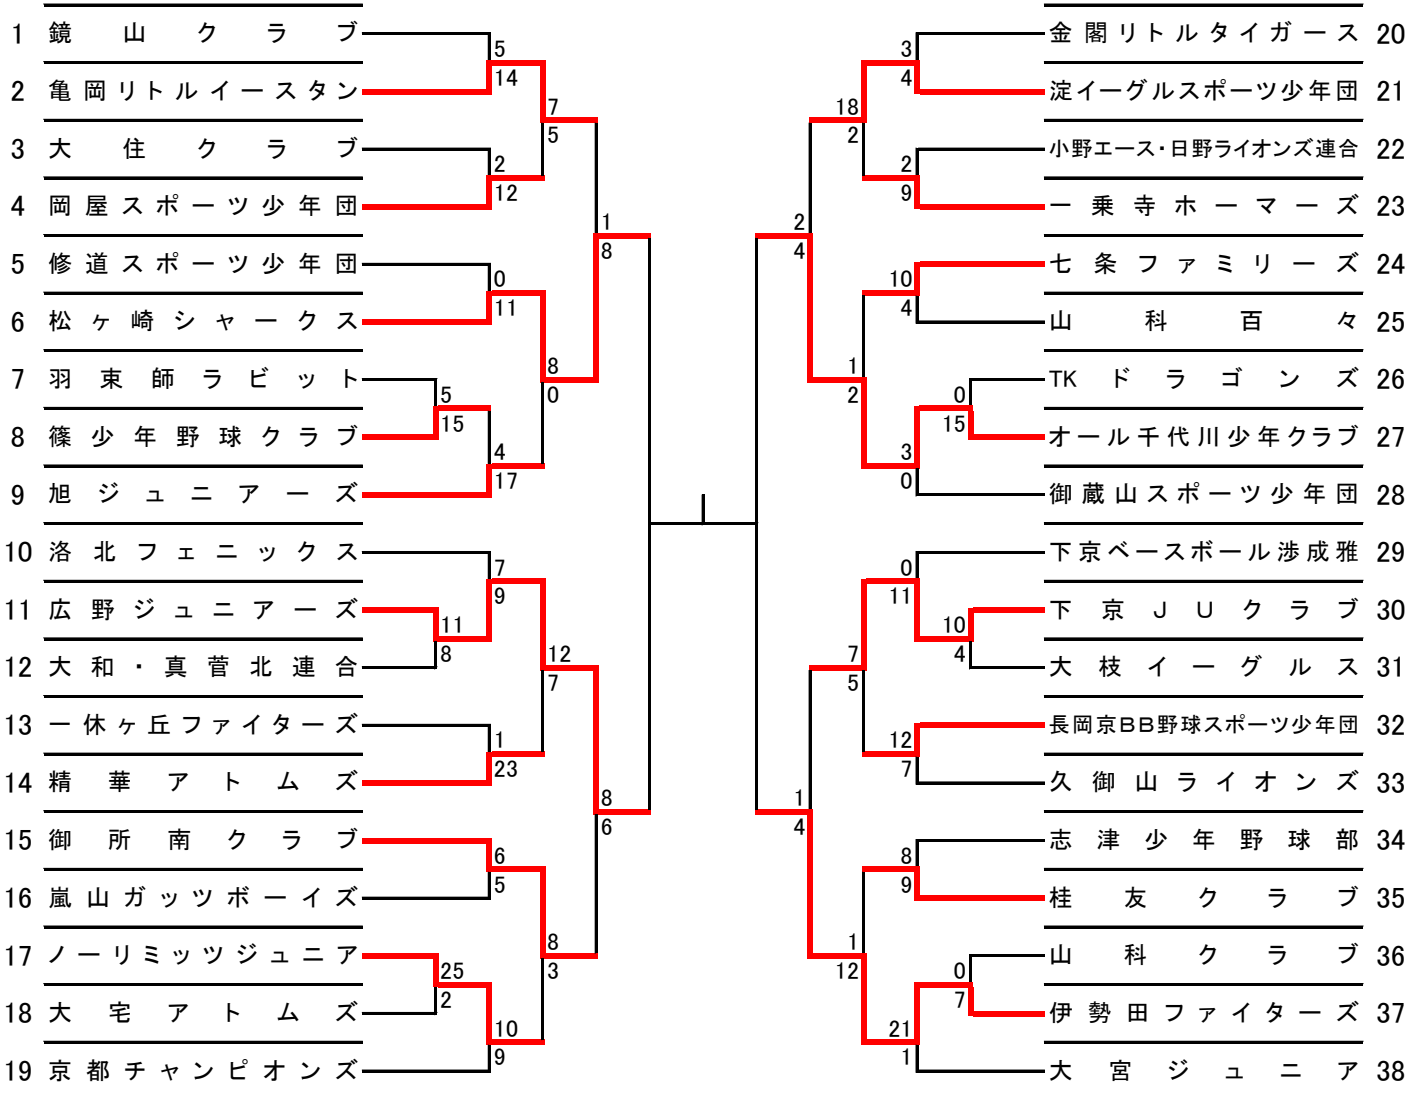 1 鏡山クラブ
2 亀岡リトルイースタン
3 大住クラブ
4 岡屋スポーツ少年団
5 修道スポーツ少年団
6 松ヶ崎シャークス
7 羽束師ラビット
8 篠少年野球クラブ
9 旭ジュニアーズ
10 洛北フェニックス
11 広野ジュニアーズ
12 大和・真菅北連合
13 一休ヶ丘ファイターズ
14 精華アトムズ
15 御所南クラブ
16 嵐山ガッツボーイズ
17 ノーリミッツジュニア
18 大宅アトムズ
19 京都チャンピオンズ
5
14
2
12
0
11
5
15
4
17
7
9
11
8
1
23
6
5
25
2
10
9
7
5
8
0
12
7
8
3
1
8
8
6
2
4
1
4
18
2
1
2
7
5
1
12
3
4
2
9
10
4
0
15
3
0
0
11
10
4
12
7
8
9
0
7
21
1
金閣リトルタイガース 20
淀イーグルスポーツ少年団 21
小野エース・日野ライオンズ連合 22
一乗寺ホーマーズ 23
七条ファミリーズ 24
山科百々 25
TKドラゴンズ 26
オール千代川少年クラブ 27
御蔵山スポーツ少年団 28
下京ベースボール渉成雅 29
下京JUクラブ 30
大枝イーグルス 31
長岡京BB野球スポーツ少年団 32
久御山ライオンズ 33
志津少年野球部 34
桂友クラブ 35
山科クラブ 36
伊勢田ファイターズ 37
大宮ジュニア 38